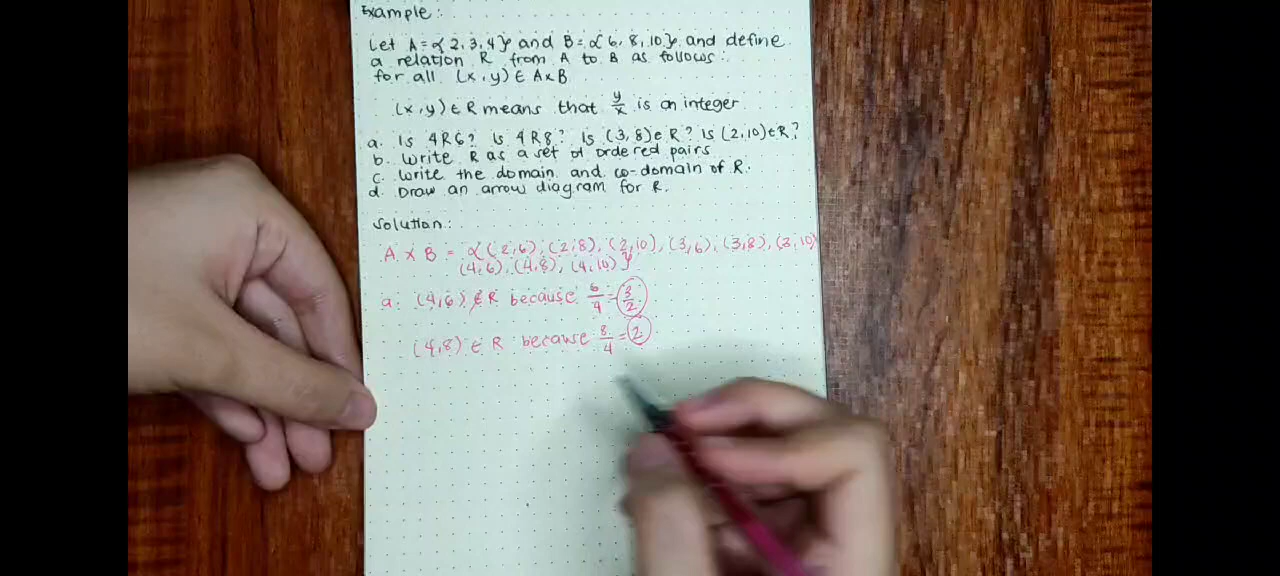 Example:
Let A={2, 3, 4} and B={6, 8, 10} and define
a relation R from A to B as follows:
for all (x, y) ∈ A×B
(x, y) ∈ R means that y/x is an integer
a. Is 4R6? Is 4R8? Is (3, 8) ∈ R? Is (2, 10) ∈ R?
b. Write R as a set of ordered pairs
c. Write the domain and co-domain of R.
d. Draw an arrow diagram for R.
Solution:
A × B = {(2,6), (2,8), (2,10), (3,6), (3,8), (3,10)
(4,6), (4,8), (4,10)}
a. (4,6) ∉ R because 6/4 = 3/2
(4,8) ∈ R because 8/4 = 2